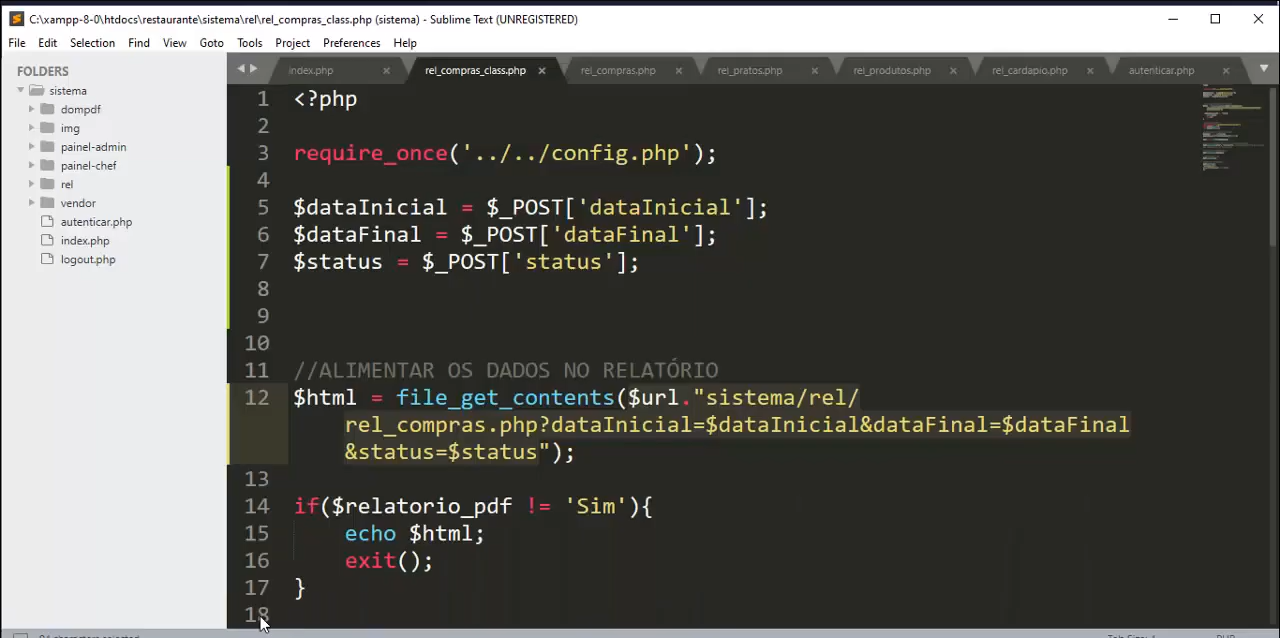 C:\xampp-8-0\htdocs\restaurante\sistema\rel\rel_compras_class.php (sistema) - Sublime Text (UNREGISTERED)
File Edit Selection Find View Goto Tools Project Preferences Help
FOLDERS
sistema
dompdf
img
painel-admin
painel-chef
rel
vendor
autenticar.php
index.php
logout.php
index.php rel_compras_class.php rel_compras.php rel_pratos.php rel_produtos.php rel_cardapio.php autenticar.php
1 <?php
2
3 require_once('../../config.php');
4
5 $dataInicial = $_POST['dataInicial'];
6 $dataFinal = $_POST['dataFinal'];
7 $status = $_POST['status'];
8
9
10
11 //ALIMENTAR OS DADOS NO RELATÓRIO
12 $html = file_get_contents($url."sistema/rel/
rel_compras.php?dataInicial=$dataInicial&dataFinal=$dataFinal
&status=$status");
13
14 if($relatorio_pdf != 'Sim'){
15 echo $html;
16 exit();
17 }
18